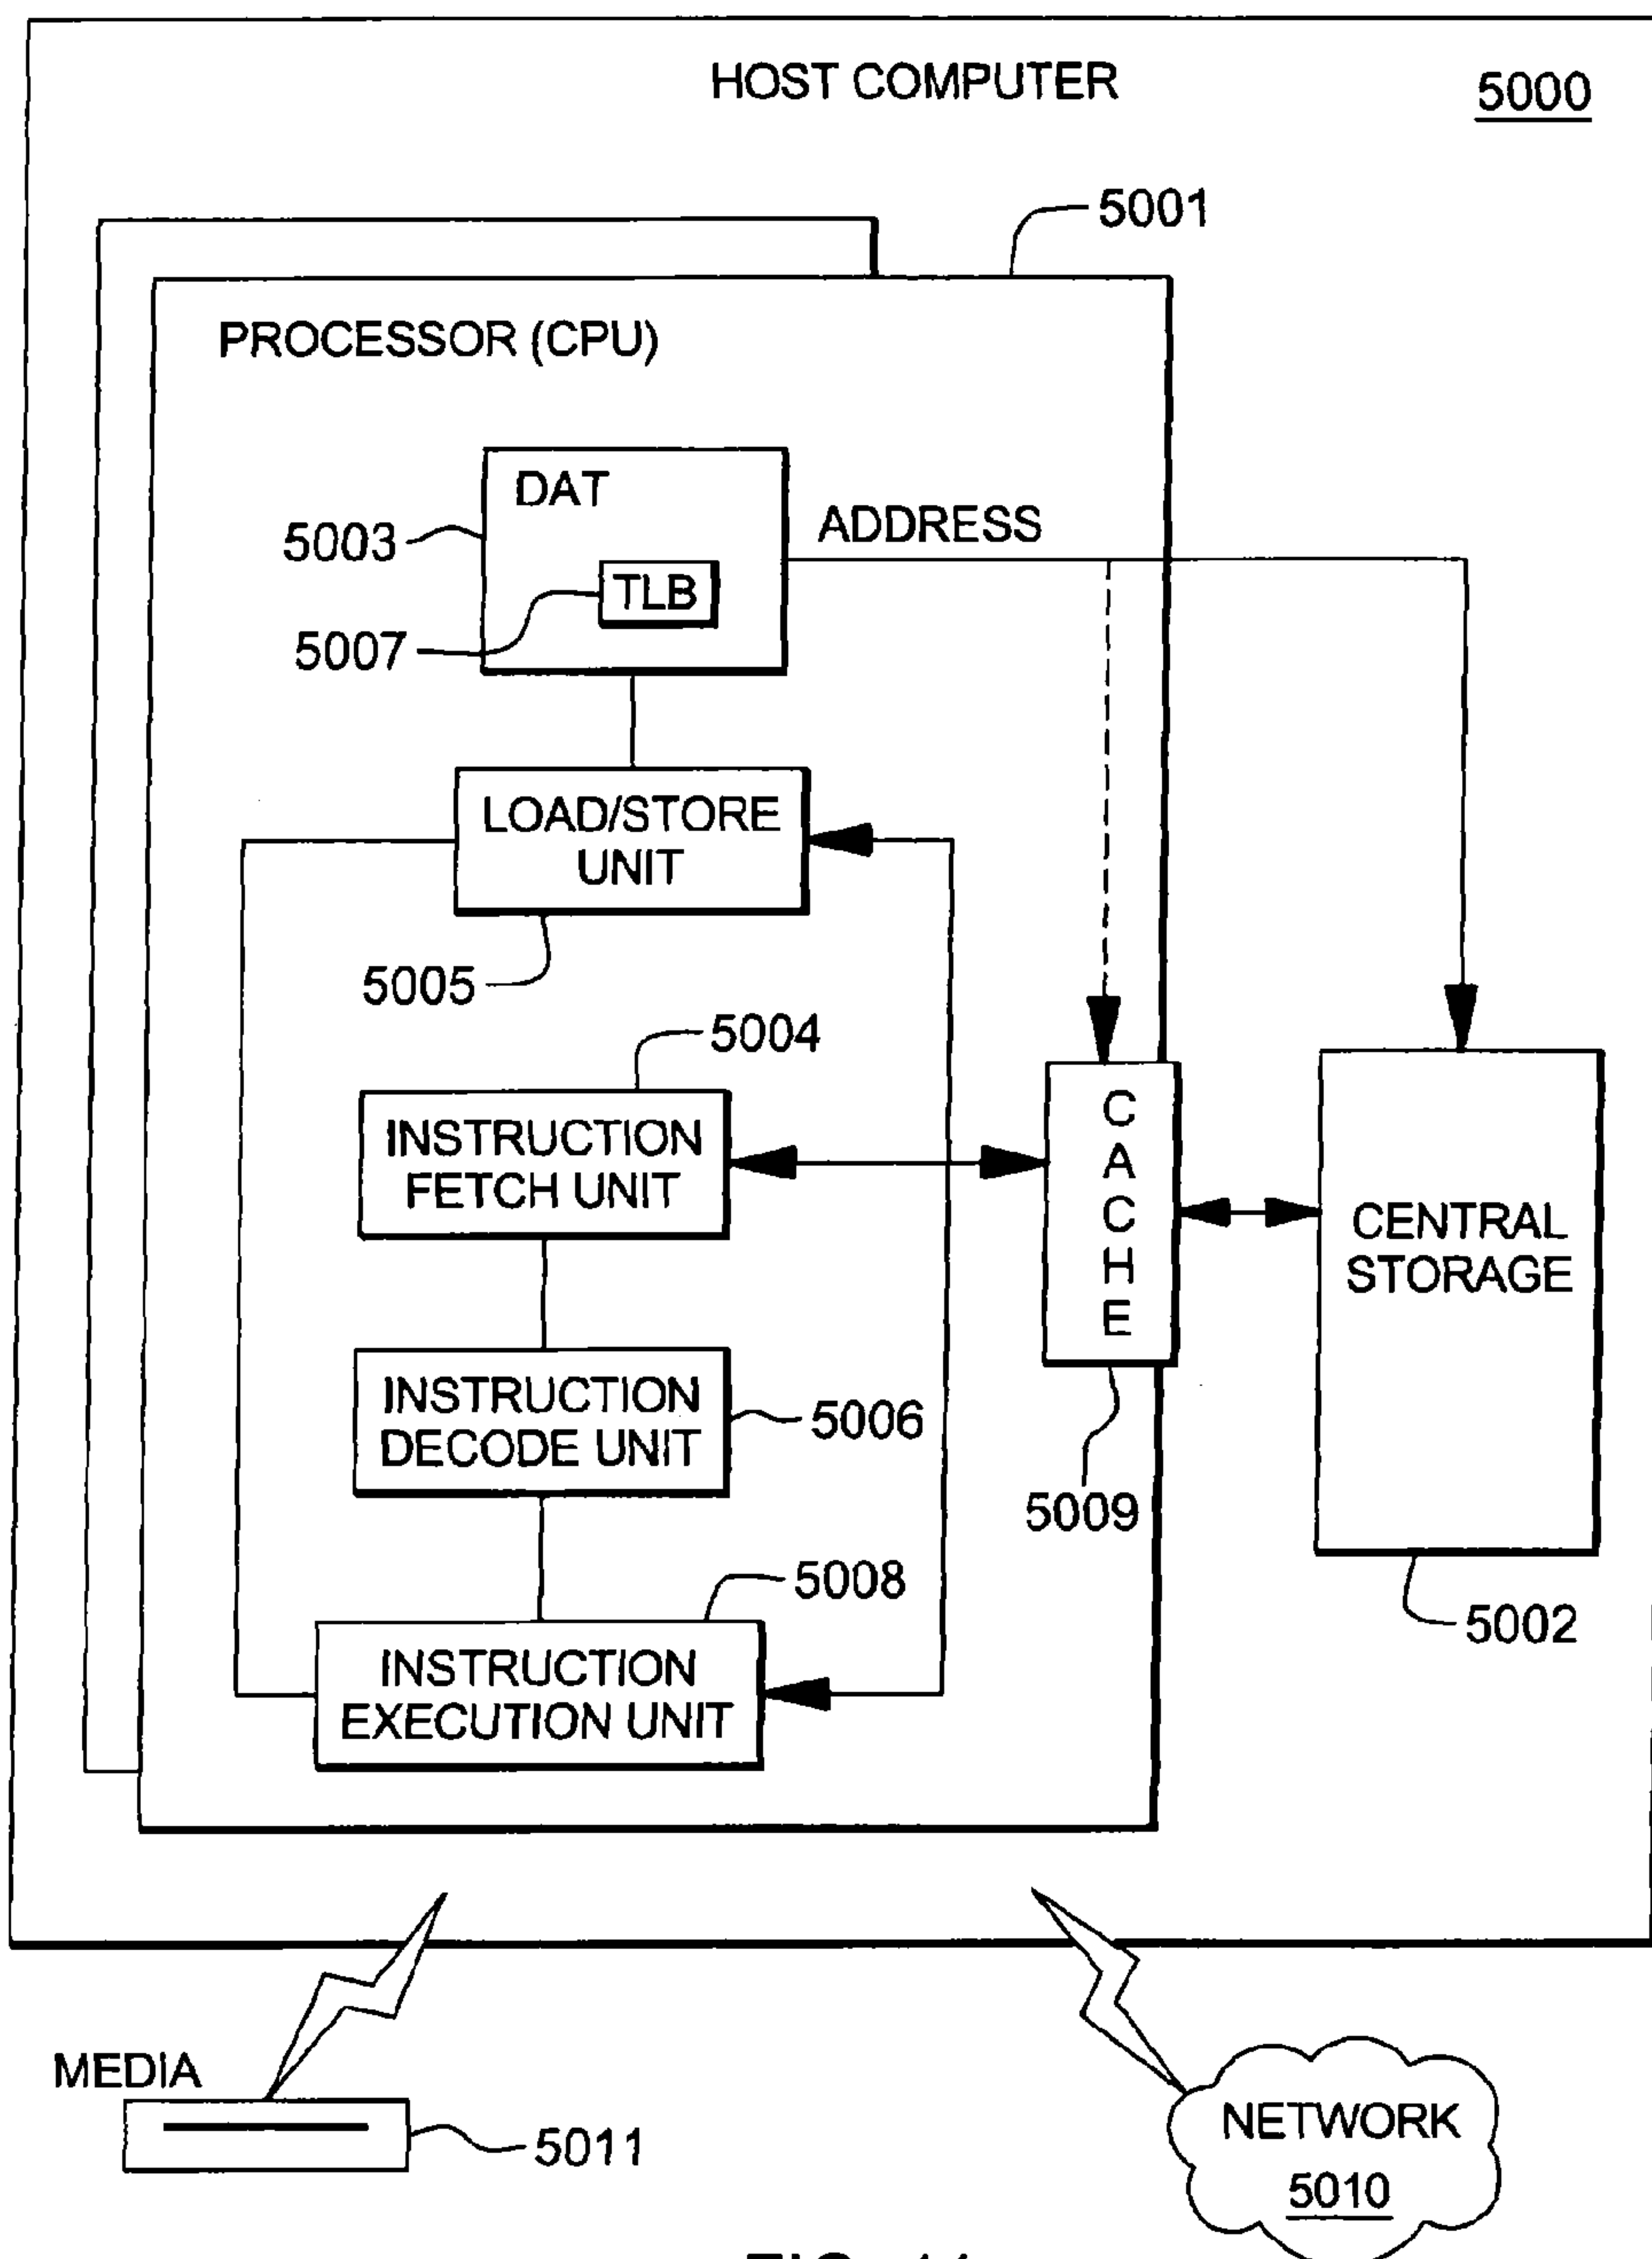 HOST COMPUTER
5000
5001
PROCESSOR (CPU)
DAT
5003
ADDRESS
TLB
5007
LOAD/STORE
UNIT
5005
5004
INSTRUCTION
FETCH UNIT
CACHE
CENTRAL
STORAGE
INSTRUCTION
DECODE UNIT
5006
5009
5008
INSTRUCTION
EXECUTION UNIT
5002
MEDIA
5011
NETWORK
5010